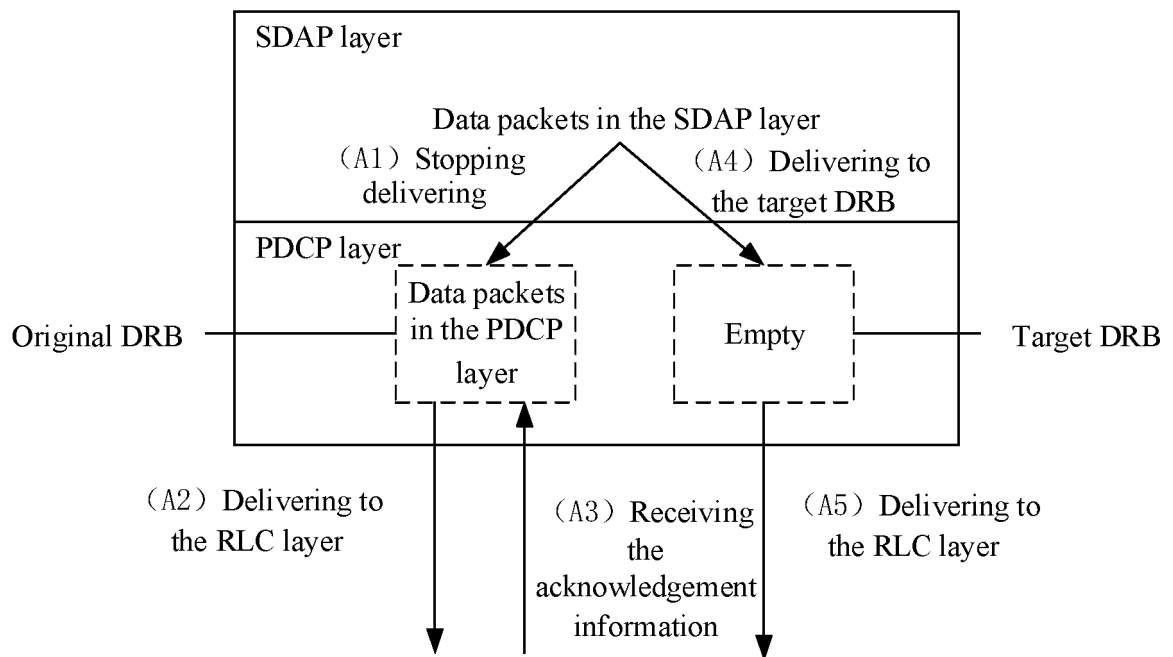 SDAP layer
Data packets in the SDAP layer
（A1）Stopping
delivering
（A4）Delivering to
the target DRB
PDCP layer
Original DRB
Data packets
in the PDCP
layer
Empty
Target DRB
（A2）Delivering to
the RLC layer
（A3）Receiving
the
acknowledgement
information
（A5）Delivering to
the RLC layer